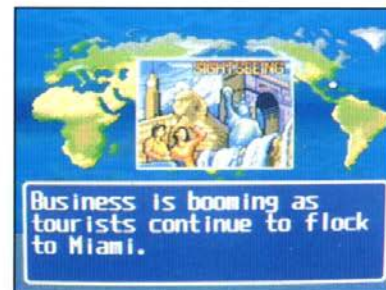 SIGHTSEEING
Business is booming as
tourists continue to flock
to Miami.